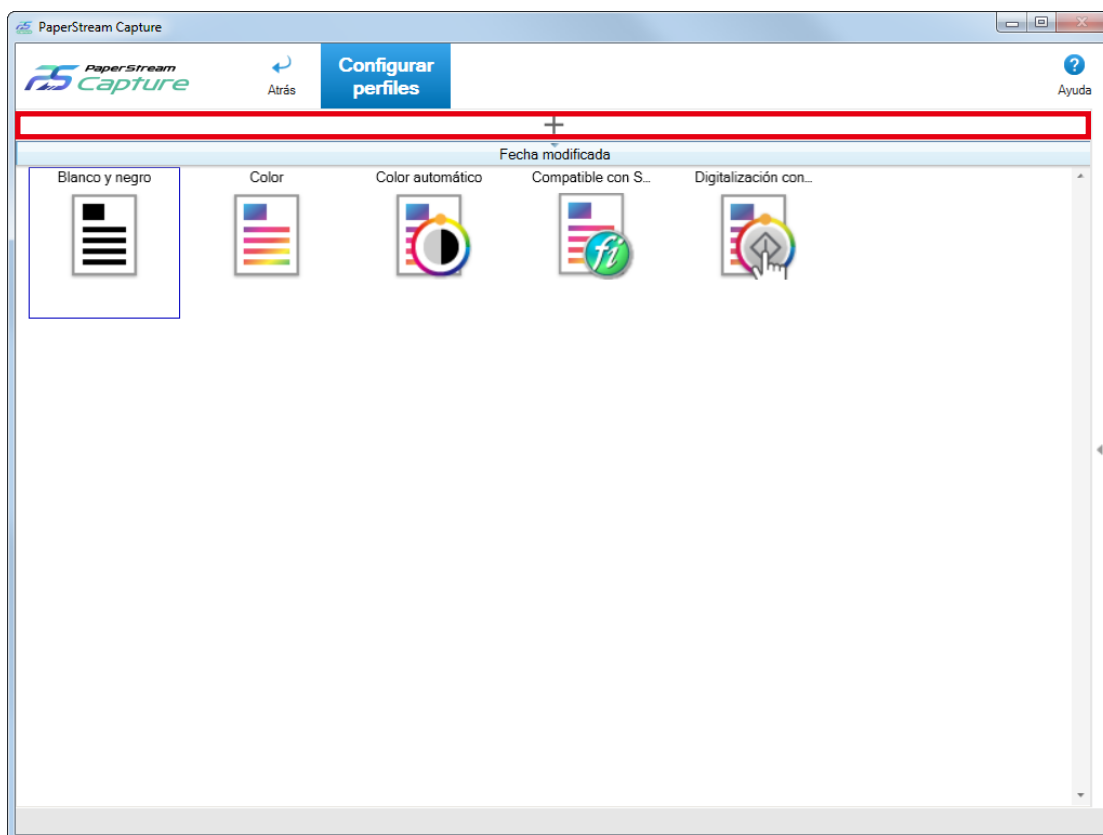 PaperStream Capture
PaperStream
Capture
Atrás
Configurar
perfiles
Ayuda
Fecha modificada
Blanco y negro
Color
Color automático
Compatible con S...
Digitalización con...
fi